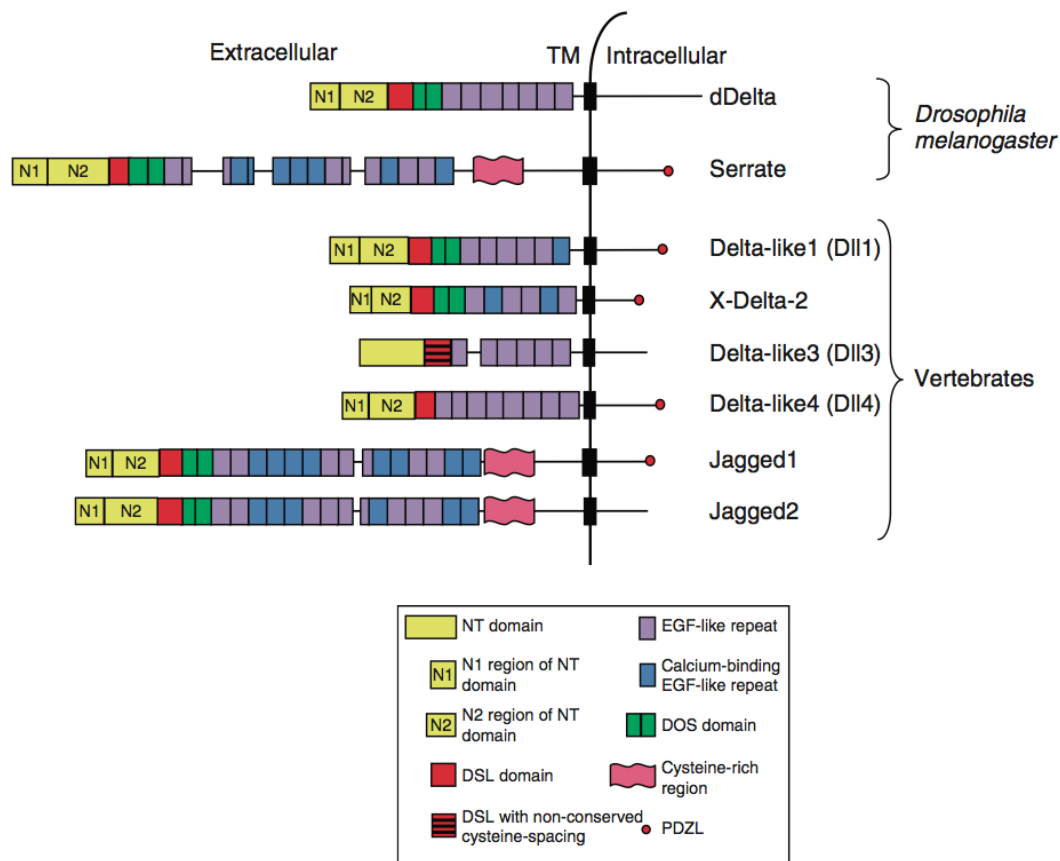 Extracellular TM Intracellular
N1 N2 dDelta
Drosophila
melanogaster
N1 N2 Serrate
N1 N2 Delta-like1 (Dll1)
N1 N2 X-Delta-2
Delta-like3 (Dll3)
Vertebrates
N1 N2 Delta-like4 (Dll4)
N1 N2 Jagged1
N1 N2 Jagged2
NT domain
N1 N1 region of NT
domain
N2 N2 region of NT
domain
DSL domain
DSL with non-conserved
cysteine-spacing
EGF-like repeat
Calcium-binding
EGF-like repeat
DOS domain
Cysteine-rich
region
PDZL